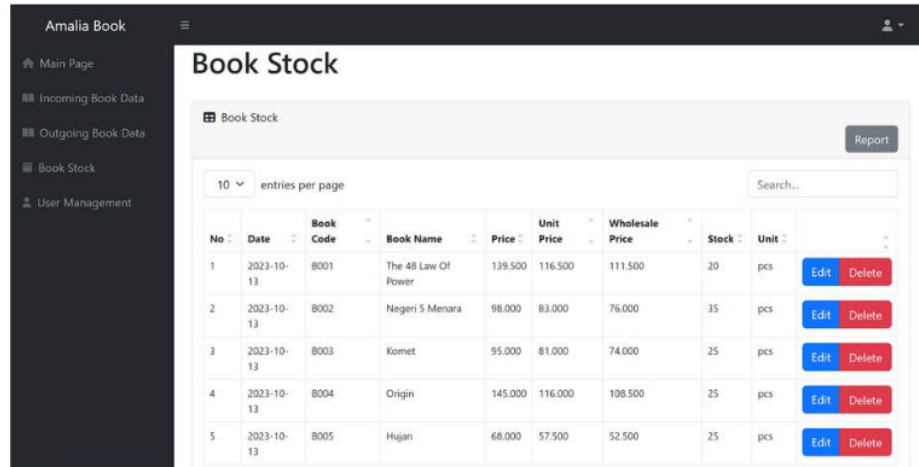 Amalia Book
Main Page
Incoming Book Data
Outgoing Book Data
Book Stock
User Management
Book Stock
Book Stock
Report
10 entries per page
Search...
No Date Book Code Book Name Price Unit Price Wholesale Price Stock Unit
1 2023-10-13 B001 The 48 Law Of Power 139.500 116.500 111.500 20 pcs Edit Delete
2 2023-10-13 B002 Negeri 5 Menara 98.000 83.000 76.000 35 pcs Edit Delete
3 2023-10-13 B003 Komet 95.000 81.000 74.000 25 pcs Edit Delete
4 2023-10-13 B004 Origin 145.000 116.000 108.500 25 pcs Edit Delete
5 2023-10-13 B005 Hujan 68.000 57.500 52.500 25 pcs Edit Delete